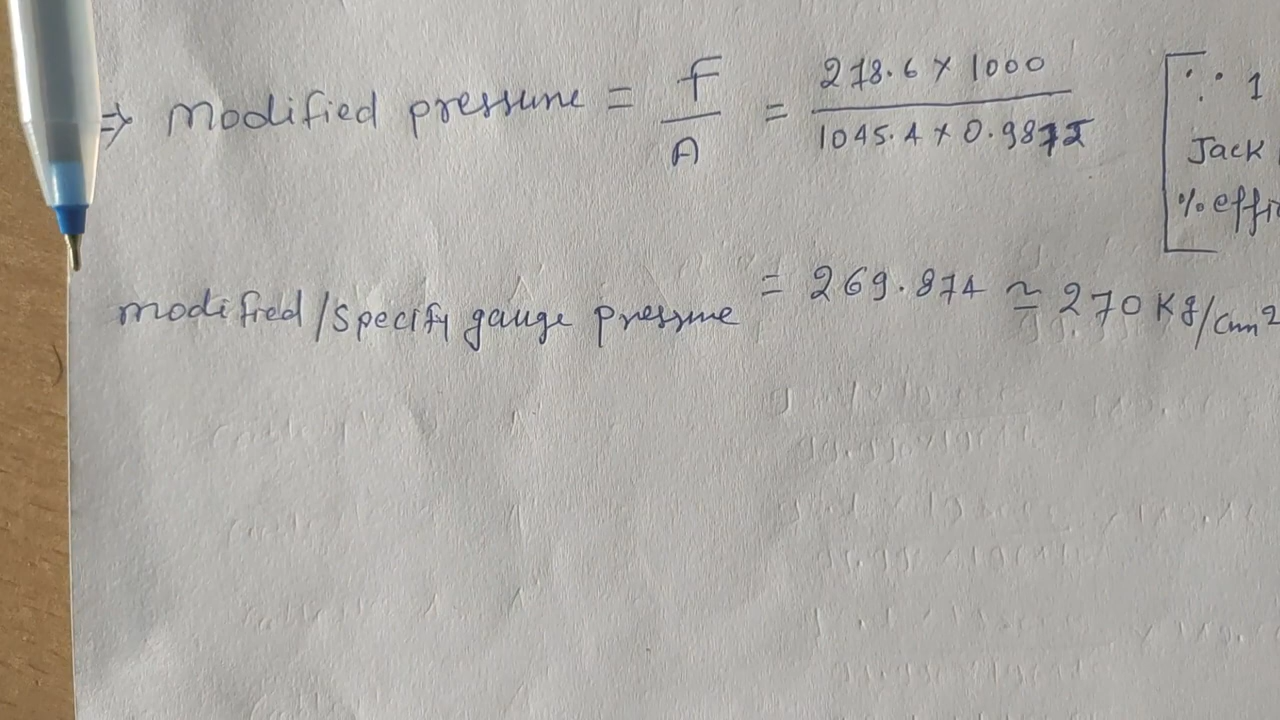 ⇒ Modified pressure = F/A = 278.6 × 1000 / 1045.4 × 0.9875
[∵ 1
Jack
% effi
modified/specify gauge pressure = 269.874 ≃ 270 Kg/cm²